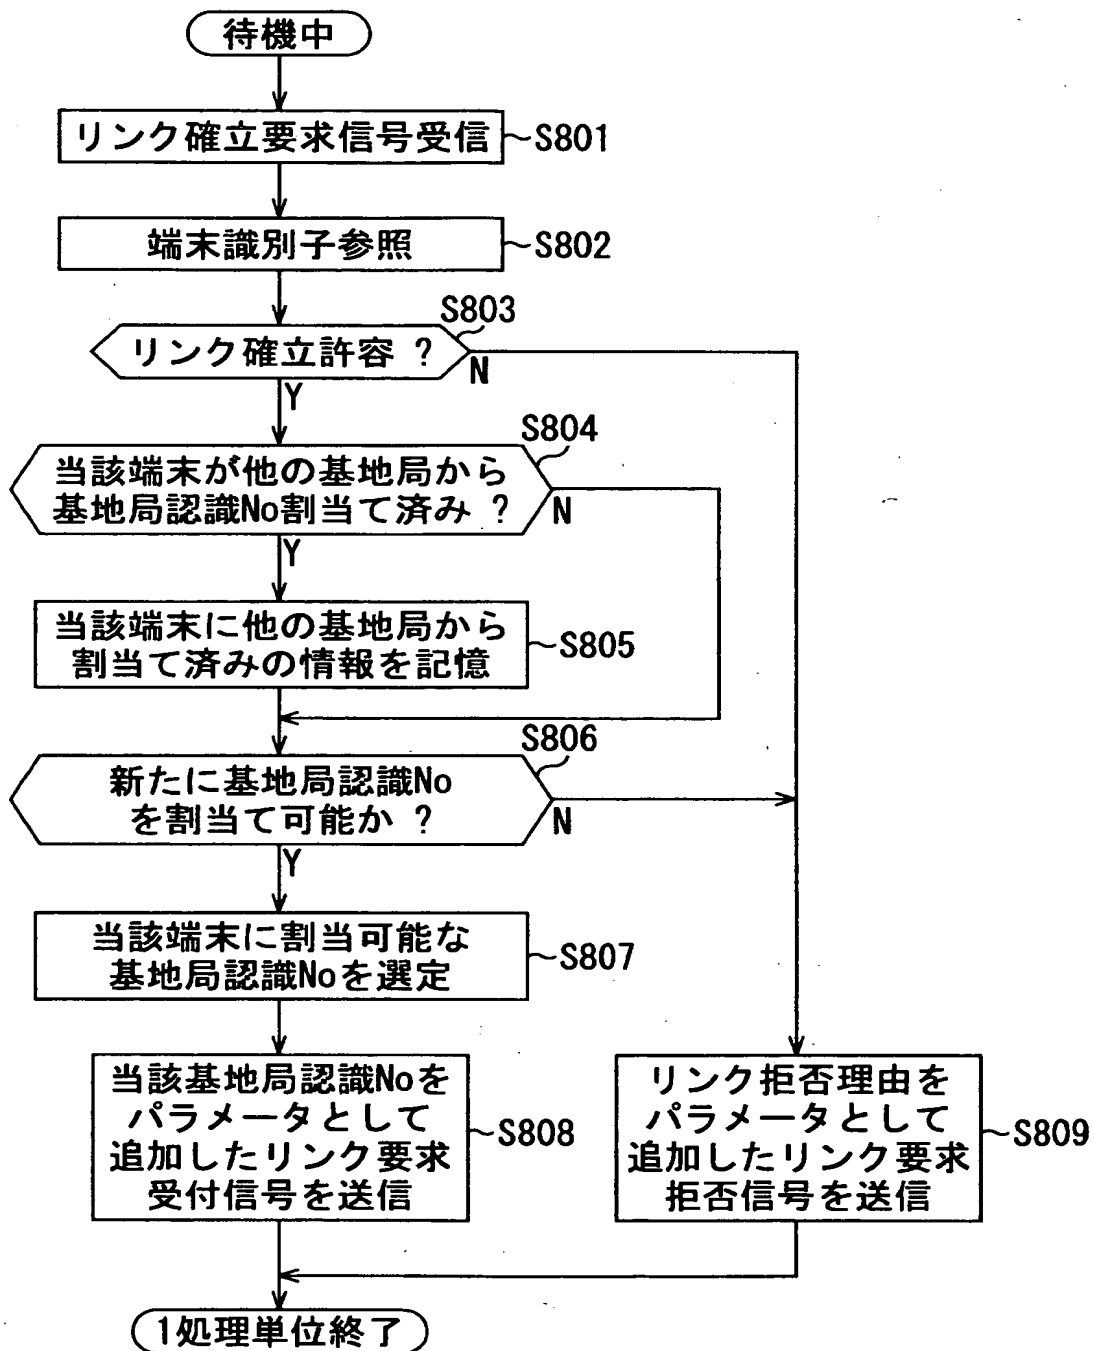 待機中
リンク確立要求信号受信
S801
端末識別子参照
S802
S803
リンク確立許容 ?
N
Y
S804
当該端末が他の基地局から
基地局認識No割当て済み ?
N
Y
当該端末に他の基地局から
割当て済みの情報を記憶
S805
S806
新たに基地局認識No
を割当て可能か ?
N
Y
当該端末に割当可能な
基地局認識Noを選定
S807
当該基地局認識Noを
パラメータとして
追加したリンク要求
受付信号を送信
S808
リンク拒否理由を
パラメータとして
追加したリンク要求
拒否信号を送信
S809
1処理単位終了